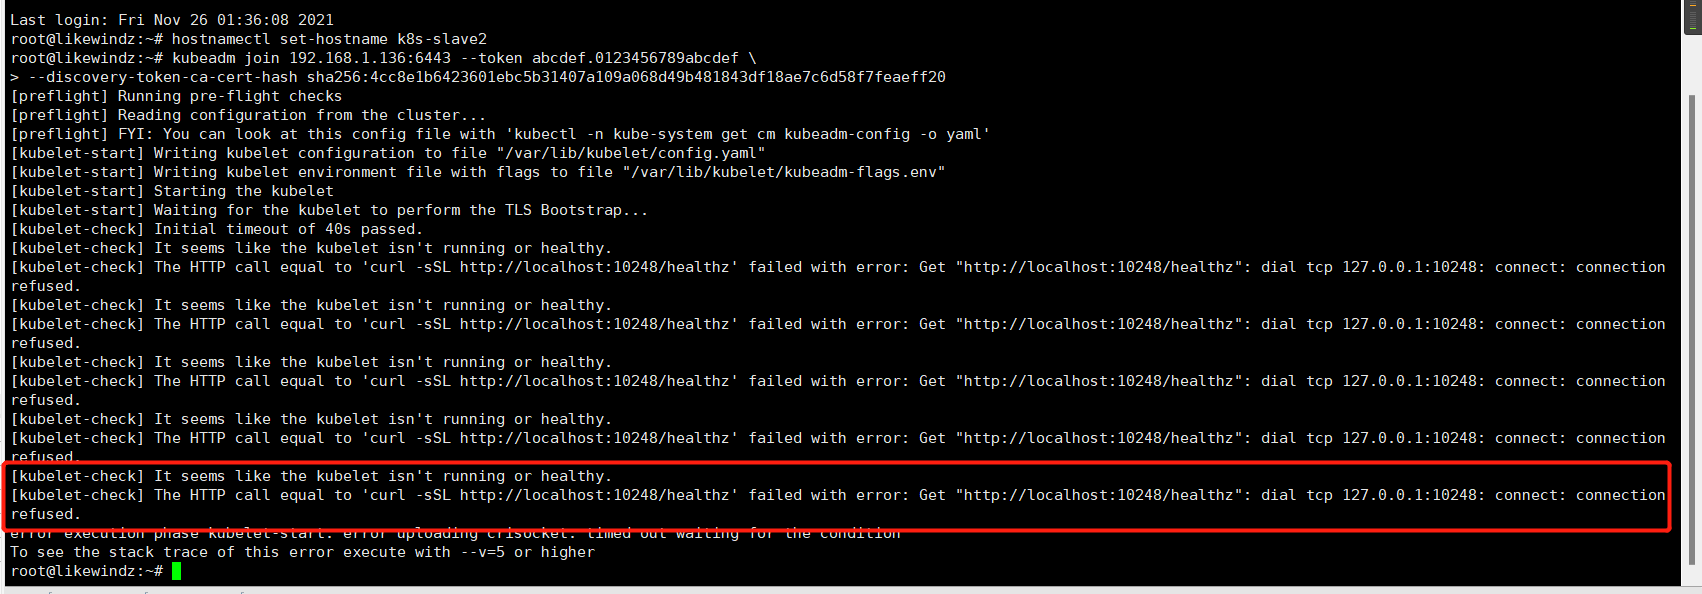 Last login: Fri Nov 26 01:36:08 2021
root@likewindz:~# hostnamectl set-hostname k8s-slave2
root@likewindz:~# kubeadm join 192.168.1.136:6443 --token abcdef.0123456789abcdef \
> --discovery-token-ca-cert-hash sha256:4cc8e1b6423601ebc5b31407a109a068d49b481843df18ae7c6d58f7feaeff20
[preflight] Running pre-flight checks
[preflight] Reading configuration from the cluster...
[preflight] FYI: You can look at this config file with 'kubectl -n kube-system get cm kubeadm-config -o yaml'
[kubelet-start] Writing kubelet configuration to file "/var/lib/kubelet/config.yaml"
[kubelet-start] Writing kubelet environment file with flags to file "/var/lib/kubelet/kubeadm-flags.env"
[kubelet-start] Starting the kubelet
[kubelet-start] Waiting for the kubelet to perform the TLS Bootstrap...
[kubelet-check] Initial timeout of 40s passed.
[kubelet-check] It seems like the kubelet isn't running or healthy.
[kubelet-check] The HTTP call equal to 'curl -sSL http://localhost:10248/healthz' failed with error: Get "http://localhost:10248/healthz": dial tcp 127.0.0.1:10248: connect: connection
refused.
[kubelet-check] It seems like the kubelet isn't running or healthy.
[kubelet-check] The HTTP call equal to 'curl -sSL http://localhost:10248/healthz' failed with error: Get "http://localhost:10248/healthz": dial tcp 127.0.0.1:10248: connect: connection
refused.
[kubelet-check] It seems like the kubelet isn't running or healthy.
[kubelet-check] The HTTP call equal to 'curl -sSL http://localhost:10248/healthz' failed with error: Get "http://localhost:10248/healthz": dial tcp 127.0.0.1:10248: connect: connection
refused.
[kubelet-check] It seems like the kubelet isn't running or healthy.
[kubelet-check] The HTTP call equal to 'curl -sSL http://localhost:10248/healthz' failed with error: Get "http://localhost:10248/healthz": dial tcp 127.0.0.1:10248: connect: connection
refused.
[kubelet-check] It seems like the kubelet isn't running or healthy.
[kubelet-check] The HTTP call equal to 'curl -sSL http://localhost:10248/healthz' failed with error: Get "http://localhost:10248/healthz": dial tcp 127.0.0.1:10248: connect: connection
refused.
error execution phase kubelet-start: error uploading crisocket: timed out waiting for the condition
To see the stack trace of this error execute with --v=5 or higher
root@likewindz:~#